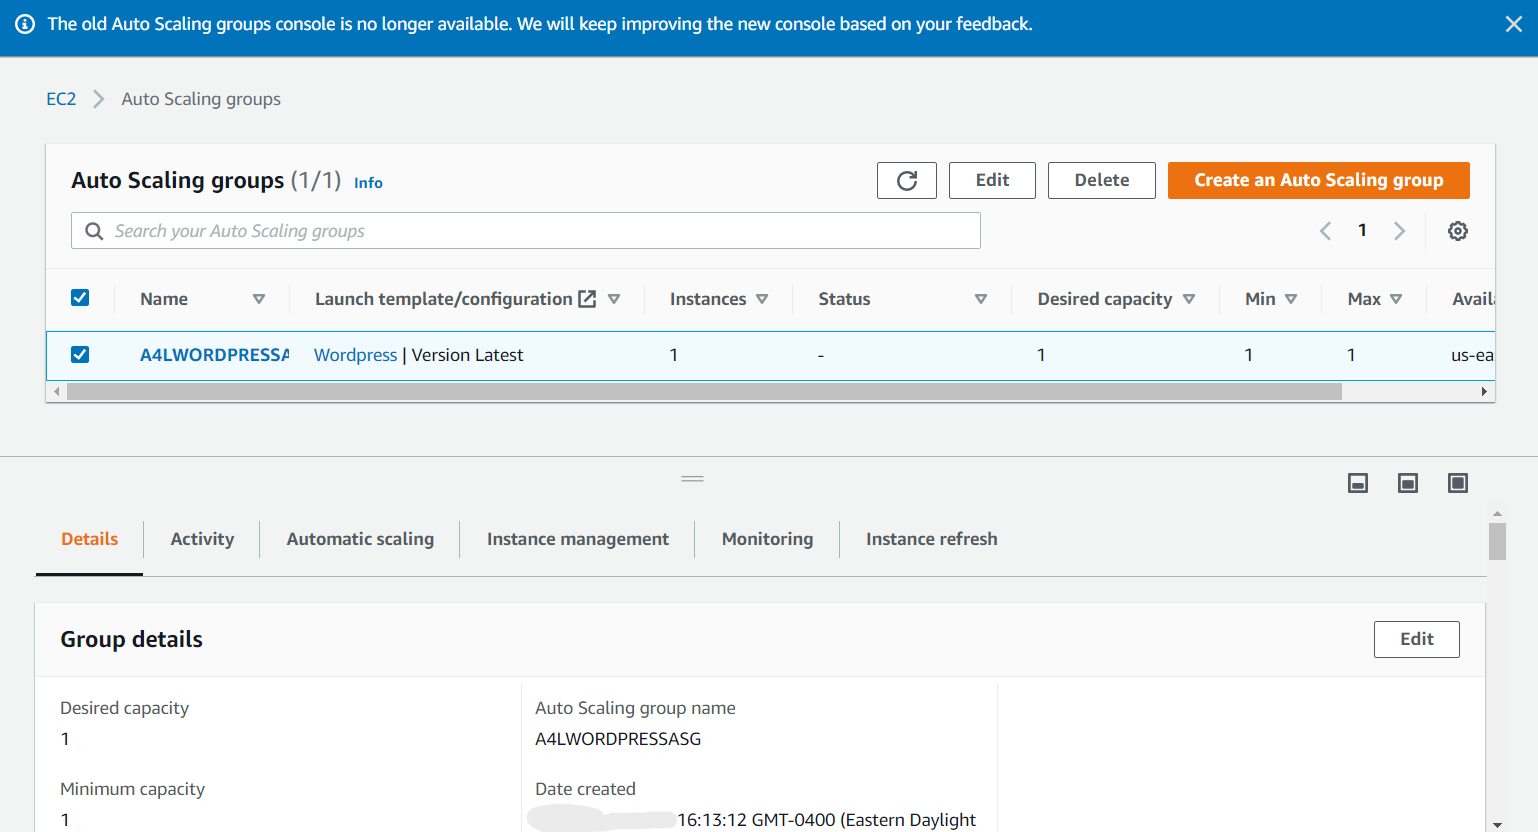 The old Auto Scaling groups console is no longer available. We will keep improving the new console based on your feedback.
EC2 Auto Scaling groups
Auto Scaling groups (1/1) Info Edit Delete Create an Auto Scaling group
Search your Auto Scaling groups 1
Name Launch template/configuration Instances Status Desired capacity Min Max Avail
A4LWORDPRESSA Wordpress | Version Latest 1 - 1 1 1 us-ea
Details Activity Automatic scaling Instance management Monitoring Instance refresh
Group details Edit
Desired capacity Auto Scaling group name
1 A4LWORDPRESSASG
Minimum capacity Date created
1 16:13:12 GMT-0400 (Eastern Daylight